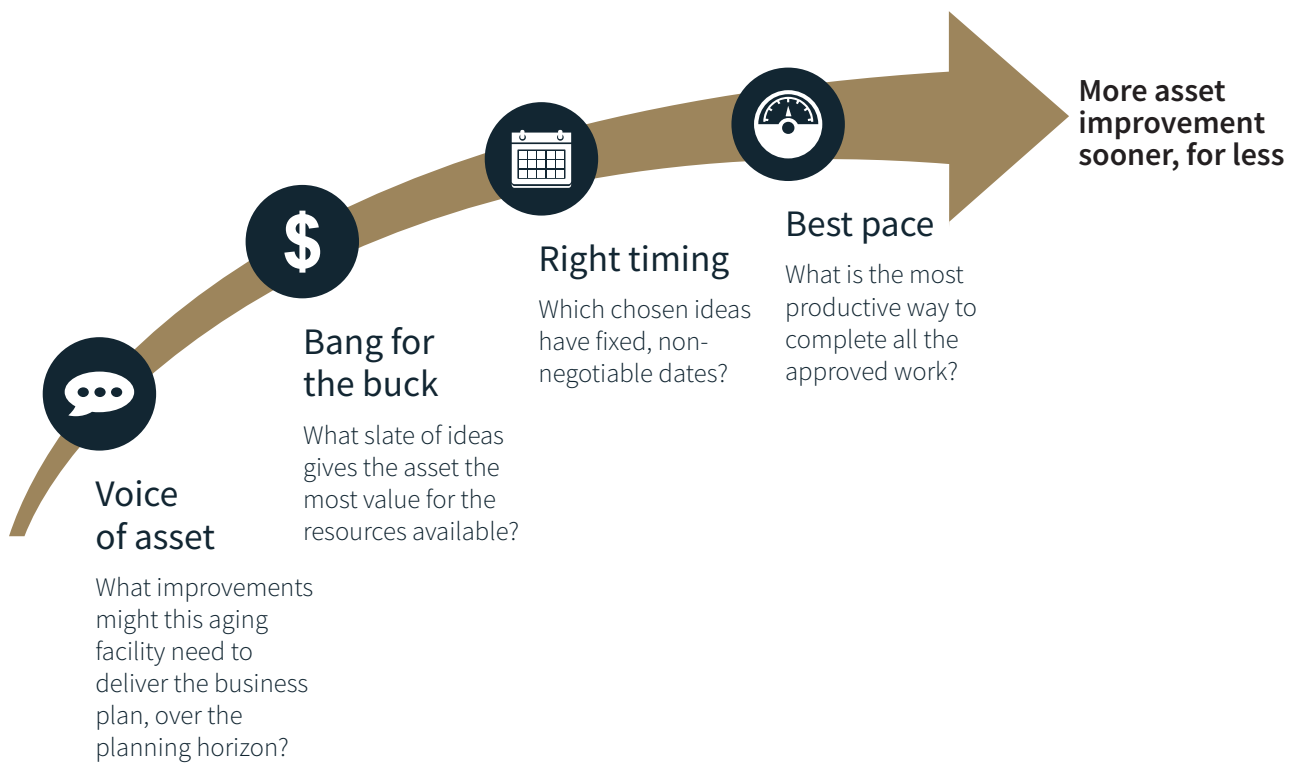 More asset
improvement
sooner, for less
Voice
of asset
What improvements
might this aging
facility need to
deliver the business
plan, over the
planning horizon?
$
Bang for
the buck
What slate of ideas
gives the asset the
most value for the
resources available?
Right timing
Which chosen ideas
have fixed, non-
negotiable dates?
Best pace
What is the most
productive way to
complete all the
approved work?